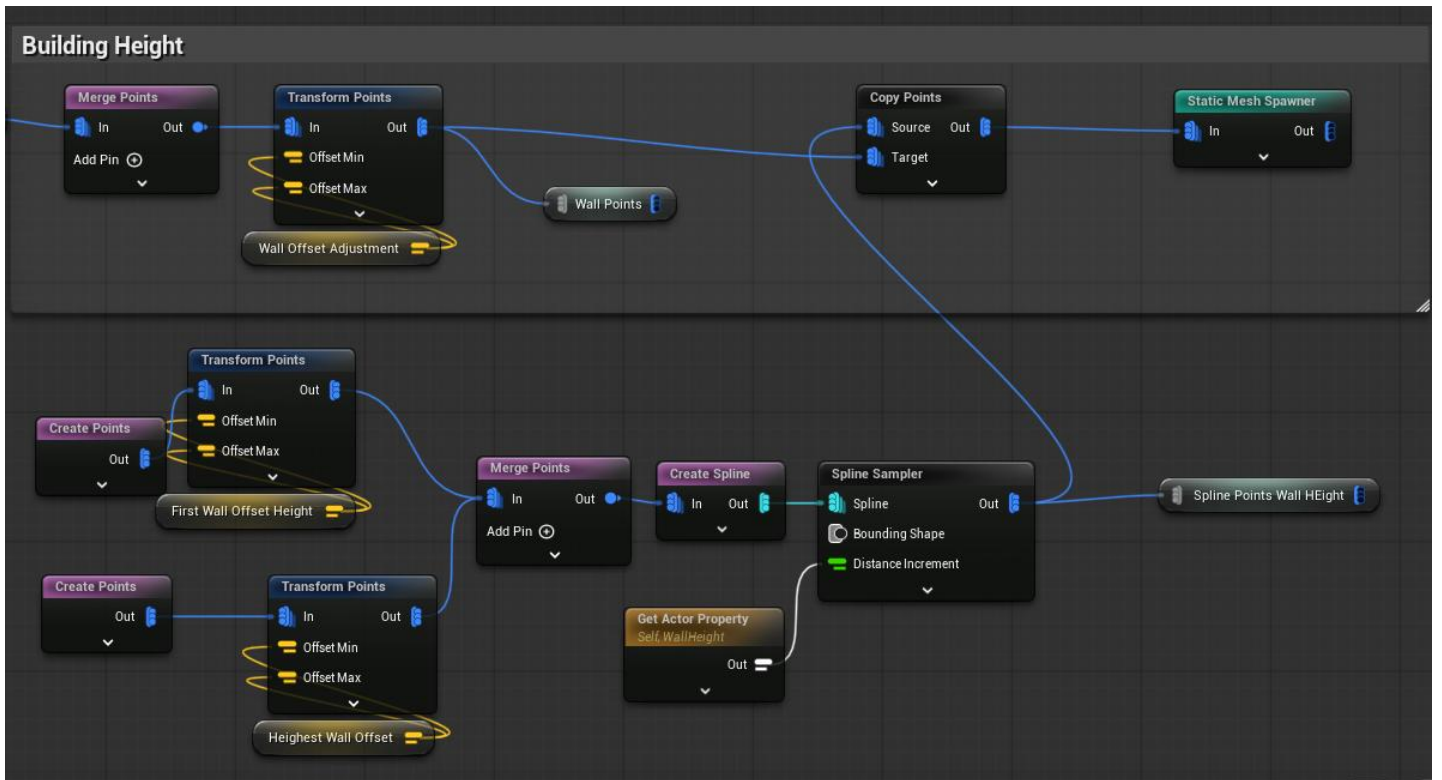 Building Height
Merge Points
In Out
Add Pin
Transform Points
In Out
Offset Min
Offset Max
Wall Offset Adjustment
Wall Points
Copy Points
Source Out
Target
Static Mesh Spawner
In Out
Transform Points
In Out
Offset Min
Offset Max
Create Points
Out
First Wall Offset Height
Create Points
Out
Transform Points
In Out
Offset Min
Offset Max
Heighest Wall Offset
Merge Points
In Out
Add Pin
Create Spline
In Out
Spline Sampler
Spline Out
Bounding Shape
Distance Increment
Get Actor Property
Self, WallHeight
Out
Spline Points Wall HEight